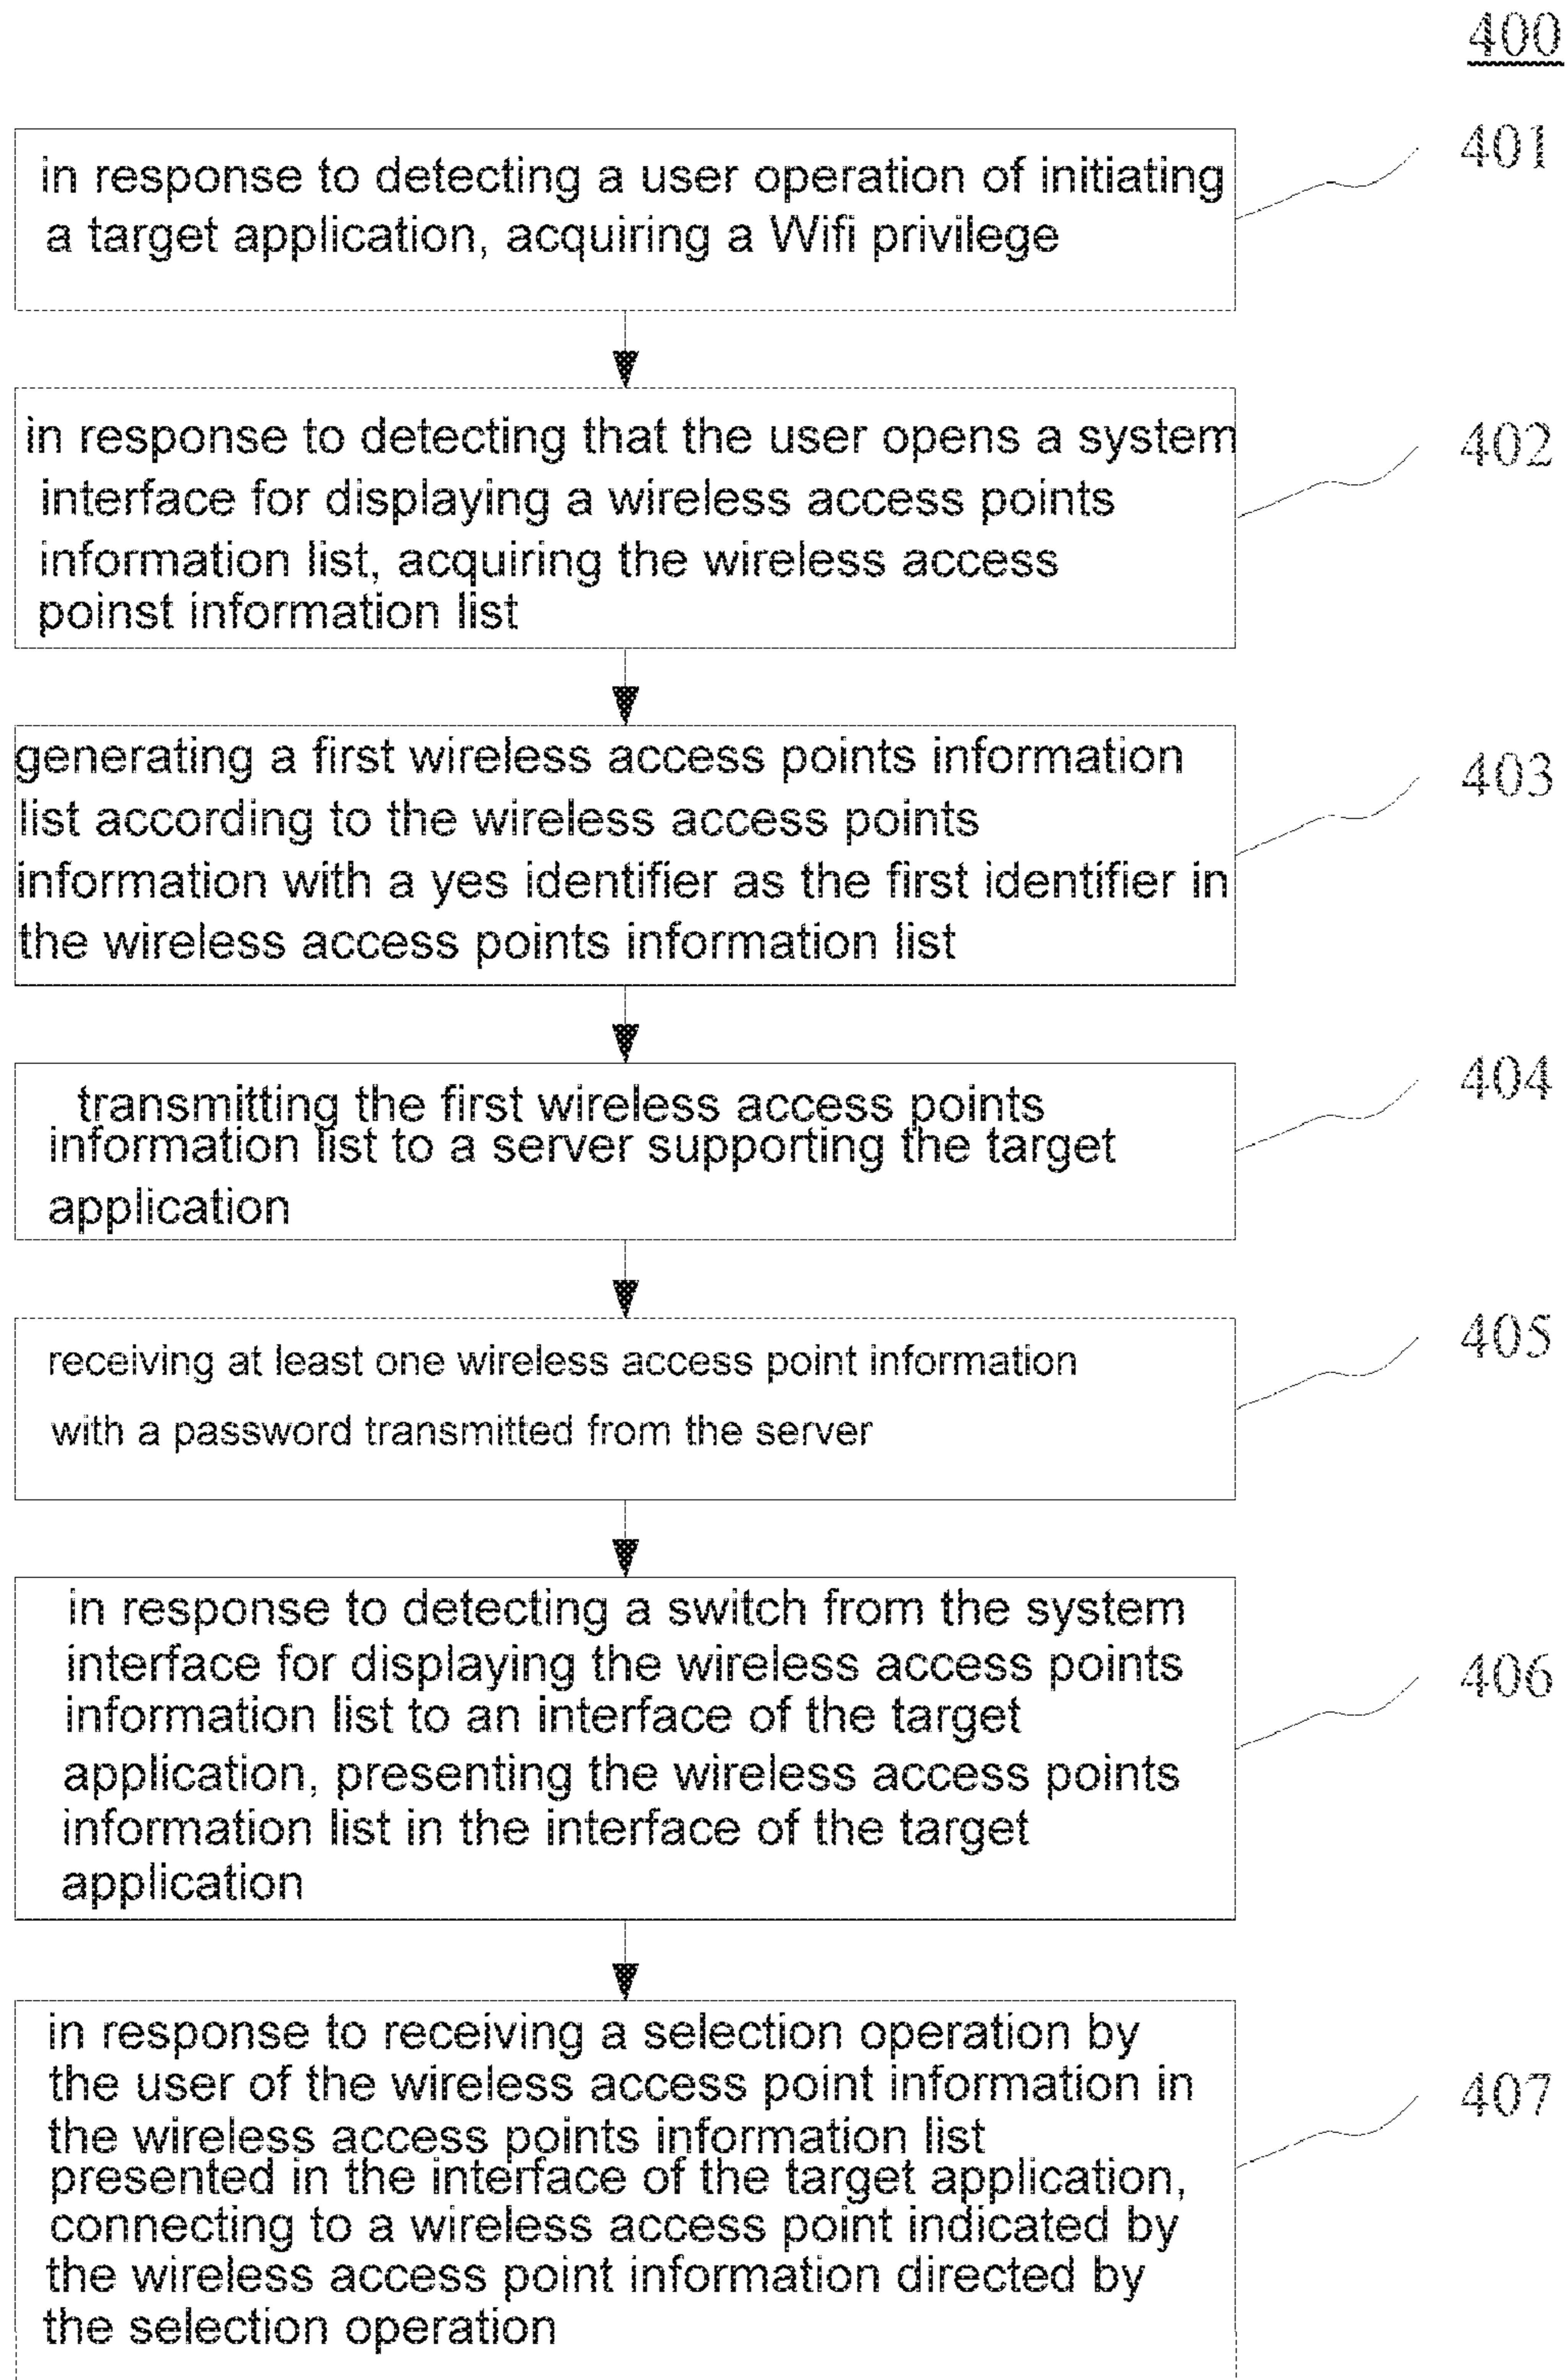 400
in response to detecting a user operation of initiating
a target application, acquiring a Wifi privilege
401
in response to detecting that the user opens a system
interface for displaying a wireless access points
information list, acquiring the wireless access
poinst information list
402
generating a first wireless access points information
list according to the wireless access points
information with a yes identifier as the first identifier in
the wireless access points information list
403
transmitting the first wireless access points
information list to a server supporting the target
application
404
receiving at least one wireless access point information
with a password transmitted from the server
405
in response to detecting a switch from the system
interface for displaying the wireless access points
information list to an interface of the target
application, presenting the wireless access points
information list in the interface of the target
application
406
in response to receiving a selection operation by
the user of the wireless access point information in
the wireless access points information list
presented in the interface of the target application,
connecting to a wireless access point indicated by
the wireless access point information directed by
the selection operation
407